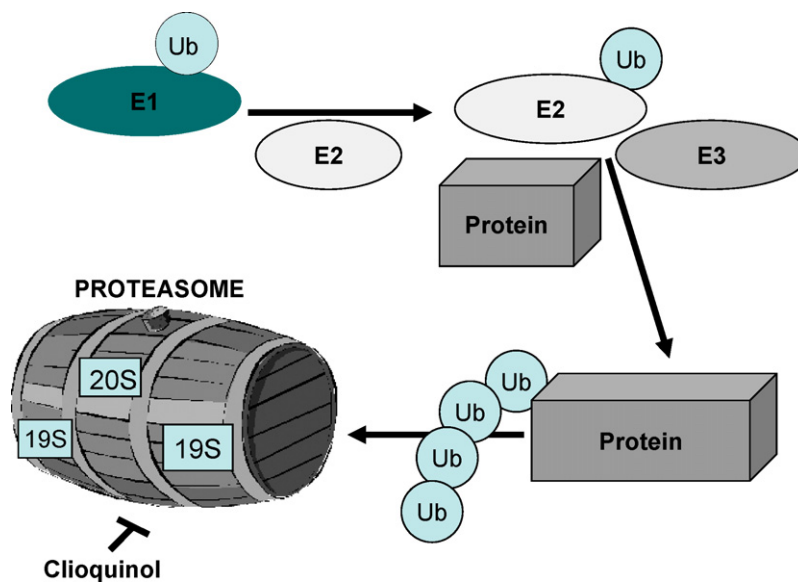 Ub
E1
E2
Ub
E2
E3
Protein
PROTEASOME
20S
19S
19S
Ub
Ub
Ub
Ub
Protein
Clioquinol